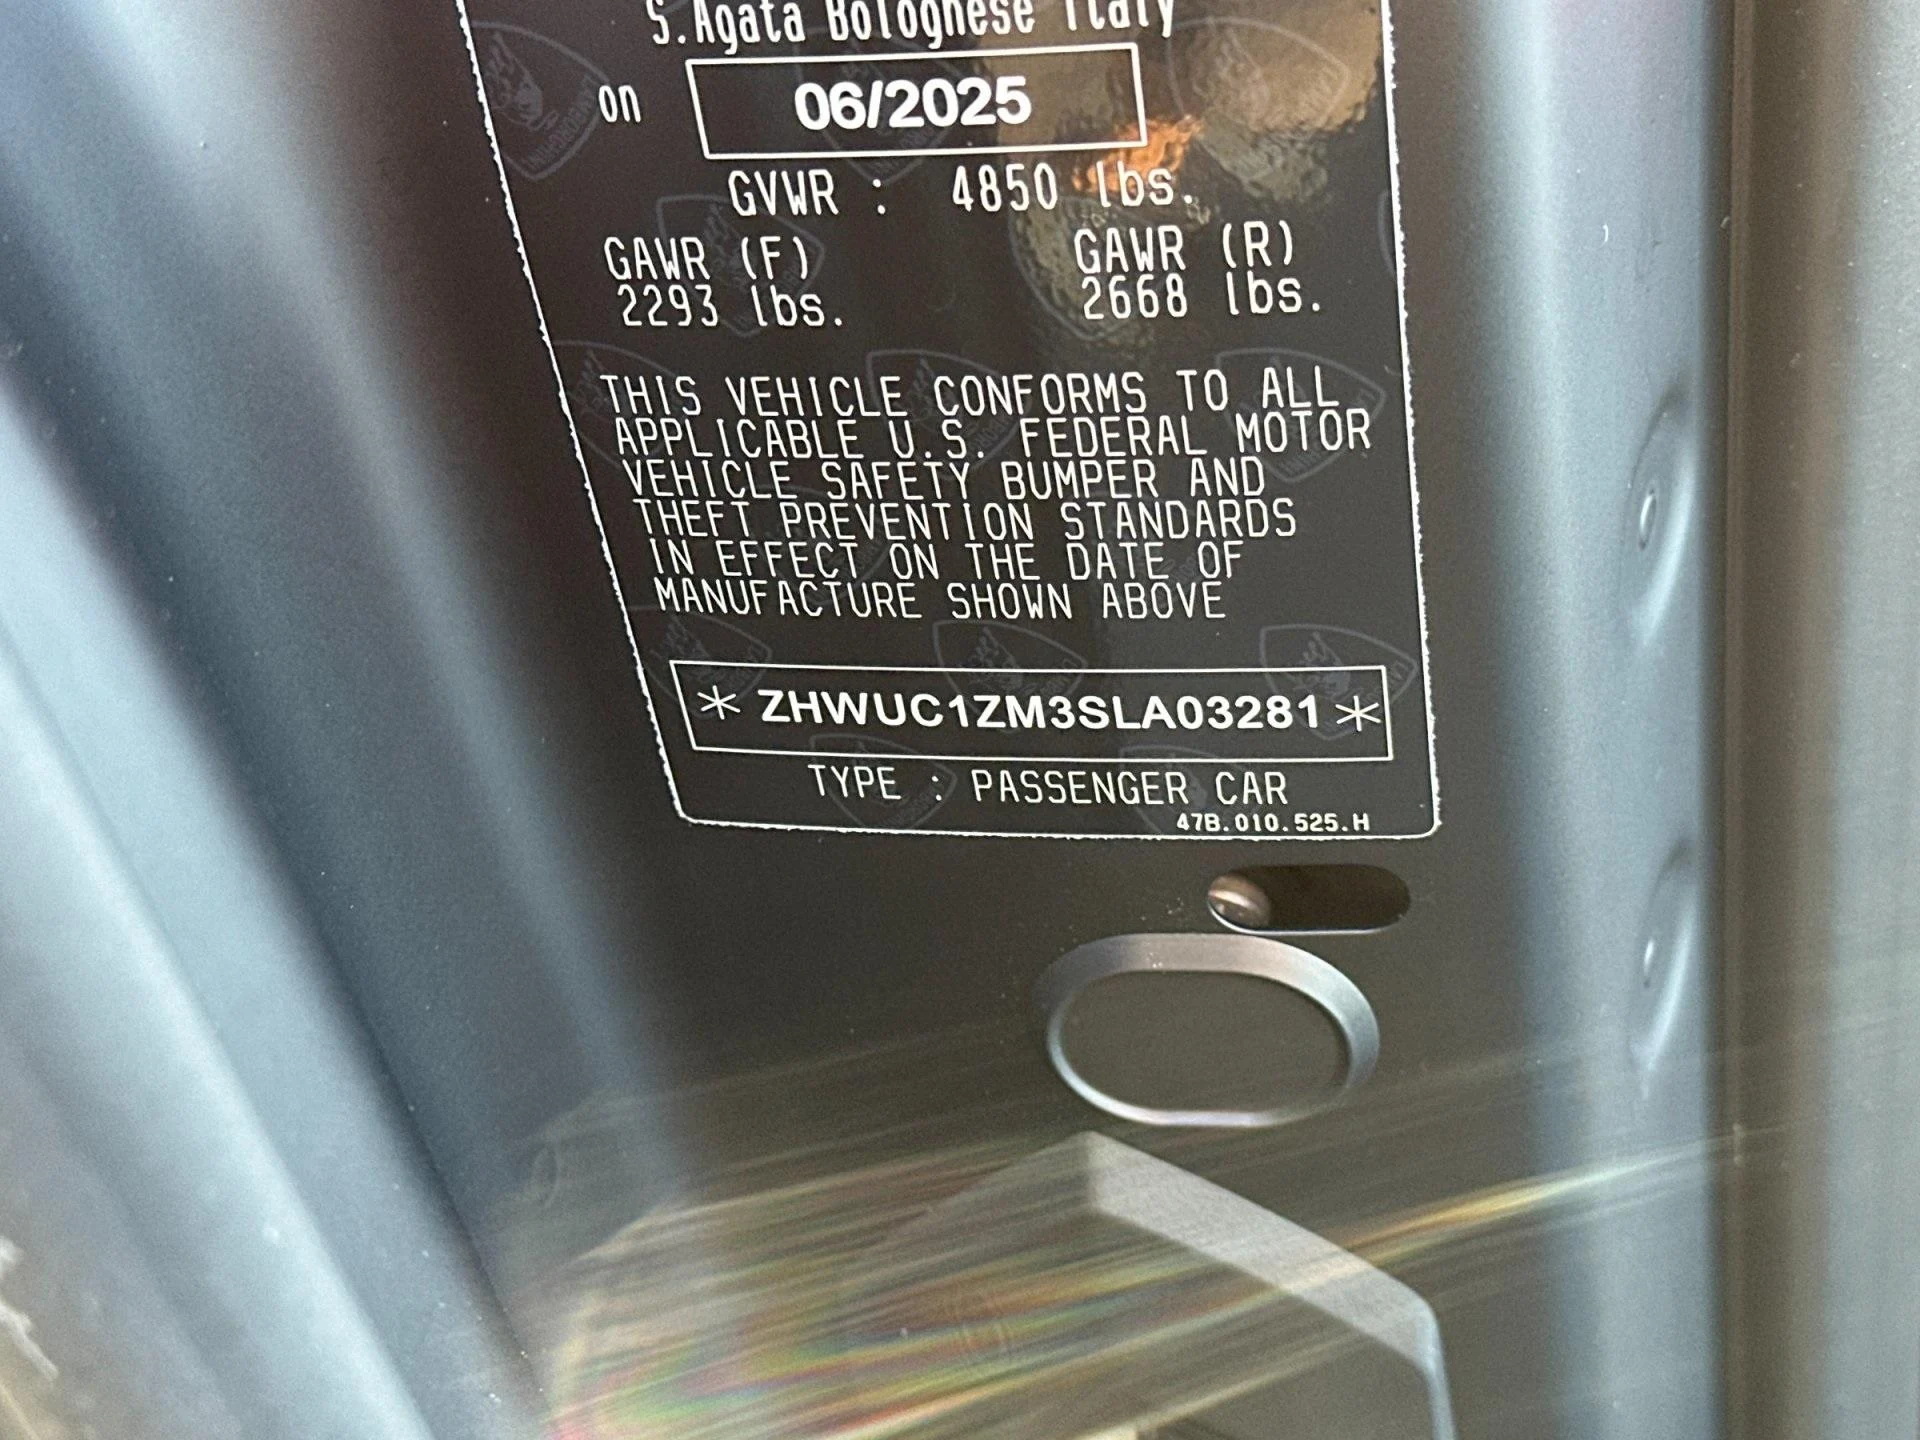 S.Agata Bolognese Italy
on 06/2025
GVWR : 4850 lbs.
GAWR (F) GAWR (R)
2293 lbs. 2668 lbs.
THIS VEHICLE CONFORMS TO ALL
APPLICABLE U.S. FEDERAL MOTOR
VEHICLE SAFETY BUMPER AND
THEFT PREVENTION STANDARDS
IN EFFECT ON THE DATE OF
MANUFACTURE SHOWN ABOVE
* ZHWUC1ZM3SLA03281 *
TYPE : PASSENGER CAR
47B.010.525.H